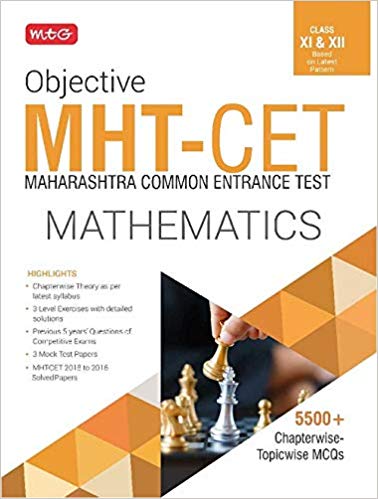 mtG
CLASS
XI & XII
Based
on Latest
Pattern
Objective
MHT-CET
MAHARASHTRA COMMON ENTRANCE TEST
MATHEMATICS
HIGHLIGHTS
• Chapterwise Theory as per
latest syllabus
• 3 Level Exercises with detailed
solutions
• Previous 5 years' Questions of
Competitive Exams
• 3 Mock Test Papers
• MHTCET 2018 to 2016
Solved Papers
5500+
Chapterwise-
Topicwise MCQs